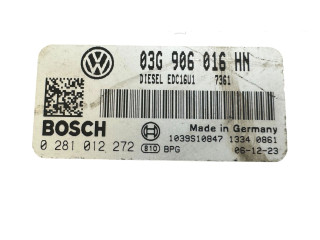 03G 906 016 HN
DIESEL EDC16U1 7361
BOSCH
0 281 012 272
Made in Germany
1039S10847 1334 0861
810 BPG
06-12-23